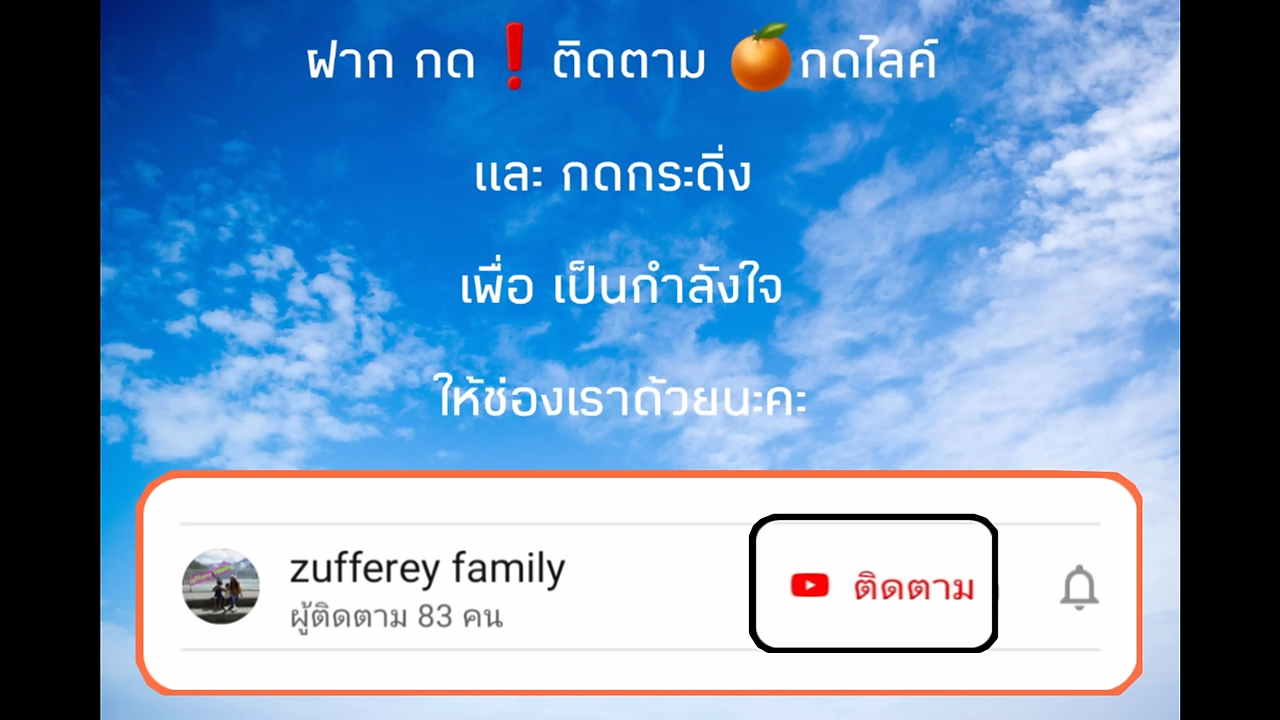 ฝาก กด❗ติดตาม 🍊กดไลค์
และ กดกระดิ่ง
เพื่อ เป็นกำลังใจ
ให้ช่องเราด้วยนะคะ
zufferey family
ติดตาม
ผู้ติดตาม 83 คน